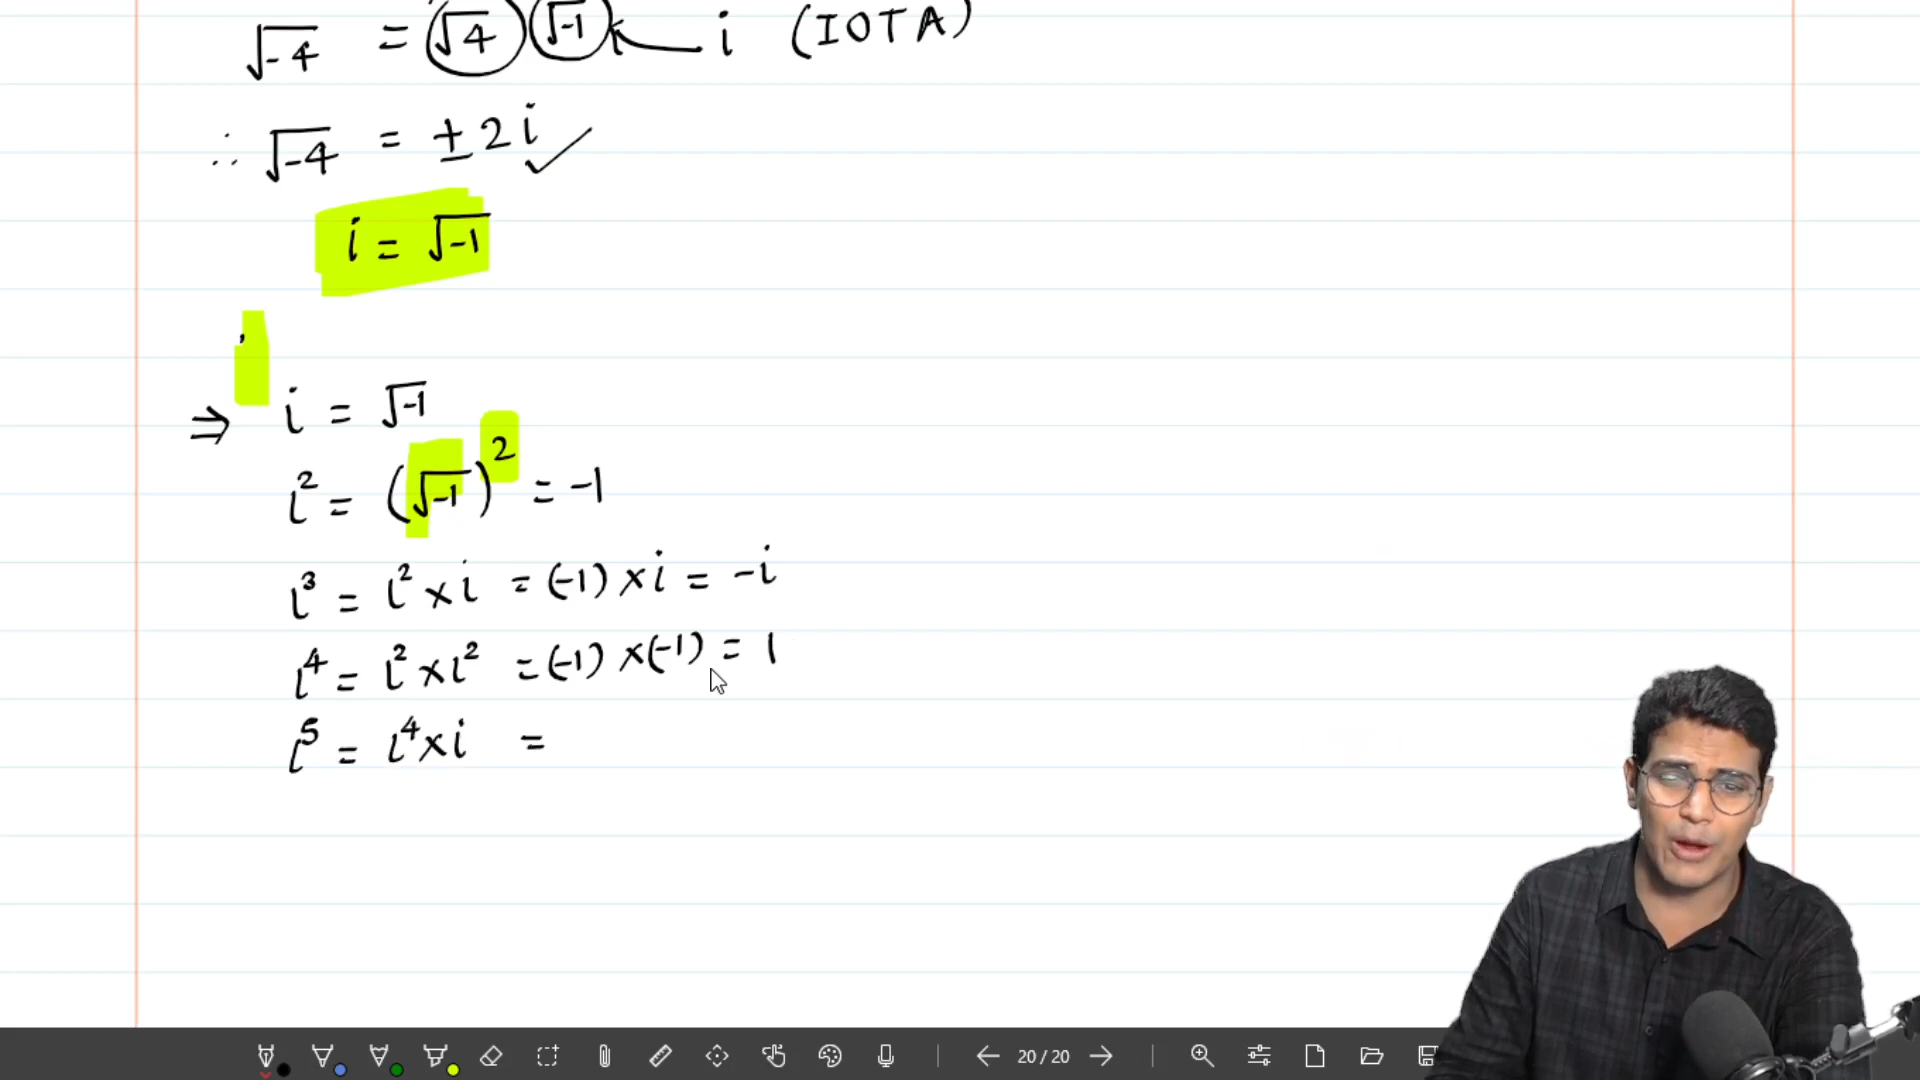 √-4 = √4 √-1 i (IOTA)
∴ √-4 = ± 2i
i = √-1
⇒ i = √-1
i² = (√-1)² = -1
i³ = i² × i = (-1) × i = -i
i⁴ = i² × i² = (-1) × (-1) = 1
i⁵ = i⁴ × i =
20 / 20